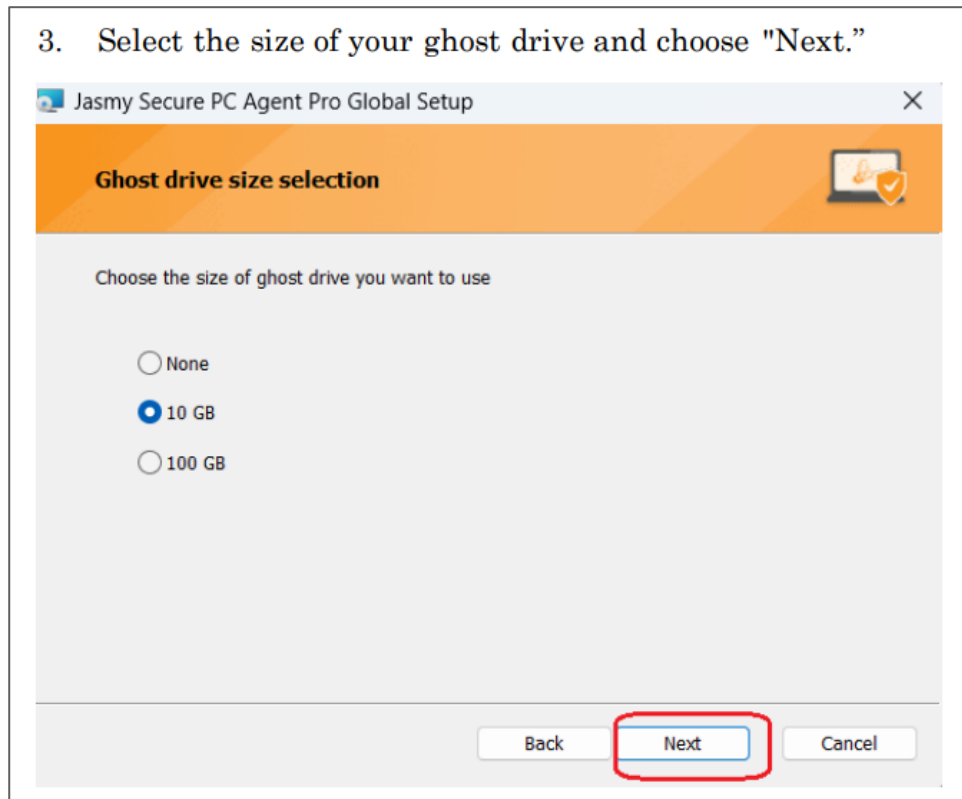 3. Select the size of your ghost drive and choose "Next.”
Jasmy Secure PC Agent Pro Global Setup
Ghost drive size selection
Choose the size of ghost drive you want to use
None
10 GB
100 GB
Back Next Cancel